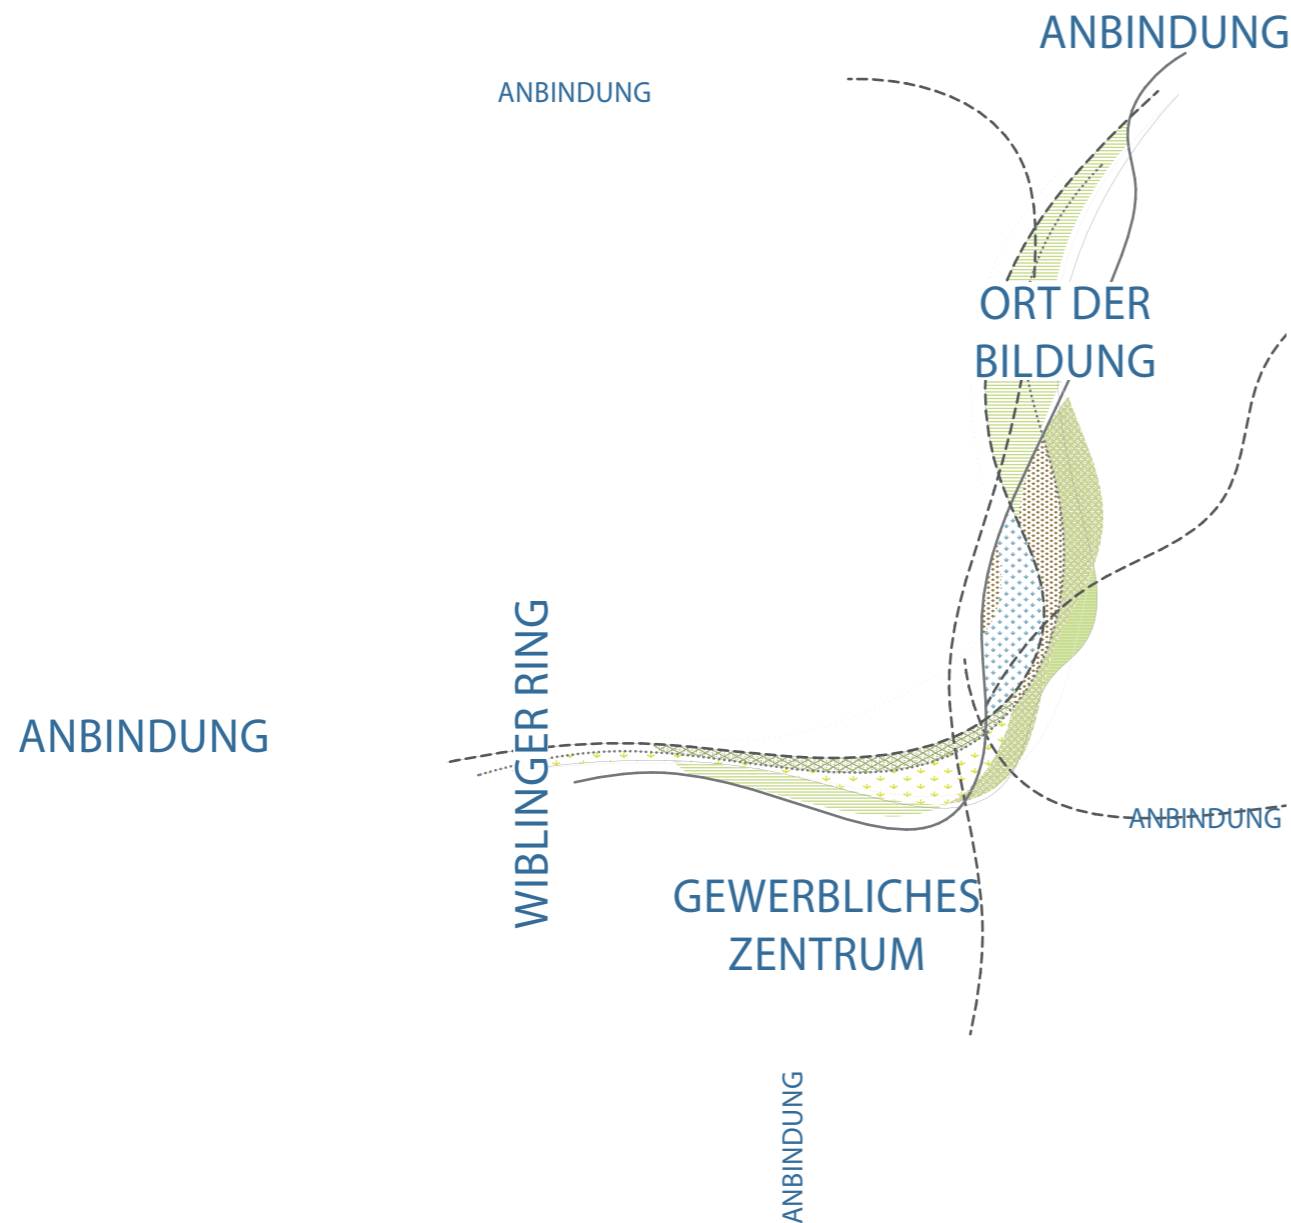 ANBINDUNG
ANBINDUNG
ORT DER
BILDUNG
WIBLINGER RING
ANBINDUNG
ANBINDUNG
GEWERBLICHES
ZENTRUM
ANBINDUNG